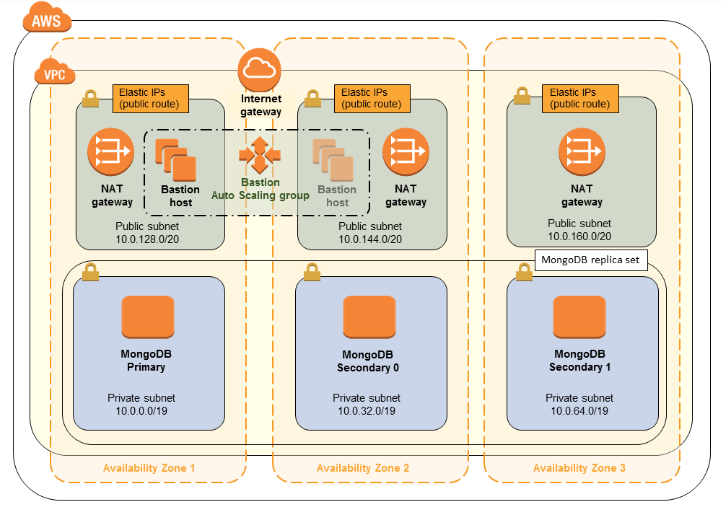 AWS
VPC
Internet
gateway
Elastic IPs
(public route)
NAT
gateway
Bastion
host
Public subnet
10.0.128.0/20
Bastion
Auto Scaling group
Elastic IPs
(public route)
Bastion
host
NAT
gateway
Public subnet
10.0.144.0/20
Elastic IPs
(public route)
NAT
gateway
Public subnet
10.0.160.0/20
MongoDB replica set
MongoDB
Primary
Private subnet
10.0.0.0/19
MongoDB
Secondary 0
Private subnet
10.0.32.0/19
MongoDB
Secondary 1
Private subnet
10.0.64.0/19
Availability Zone 1
Availability Zone 2
Availability Zone 3